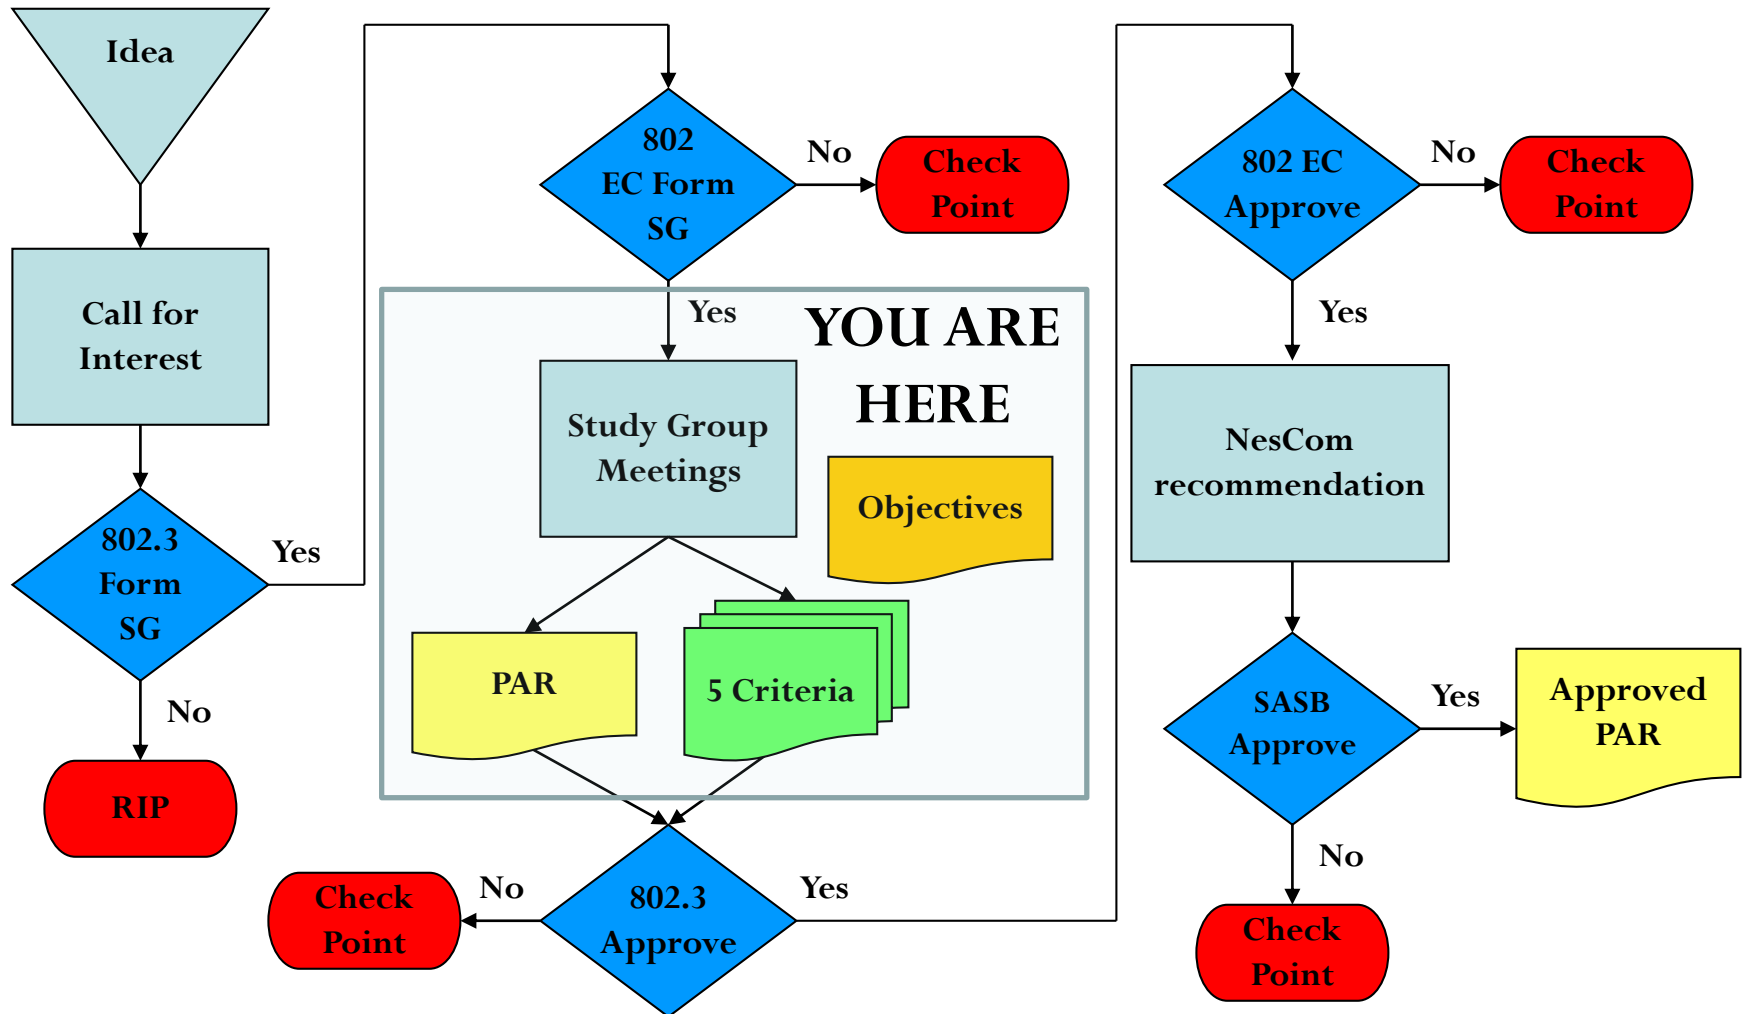 Idea
Call for
Interest
802.3
Form
SG
Yes
No
RIP
802
EC Form
SG
No
Check
Point
Yes
YOU ARE
HERE
Study Group
Meetings
Objectives
PAR
5 Criteria
802.3
Approve
No
Check
Point
Yes
802 EC
Approve
No
Check
Point
Yes
NesCom
recommendation
SASB
Approve
Yes
Approved
PAR
No
Check
Point